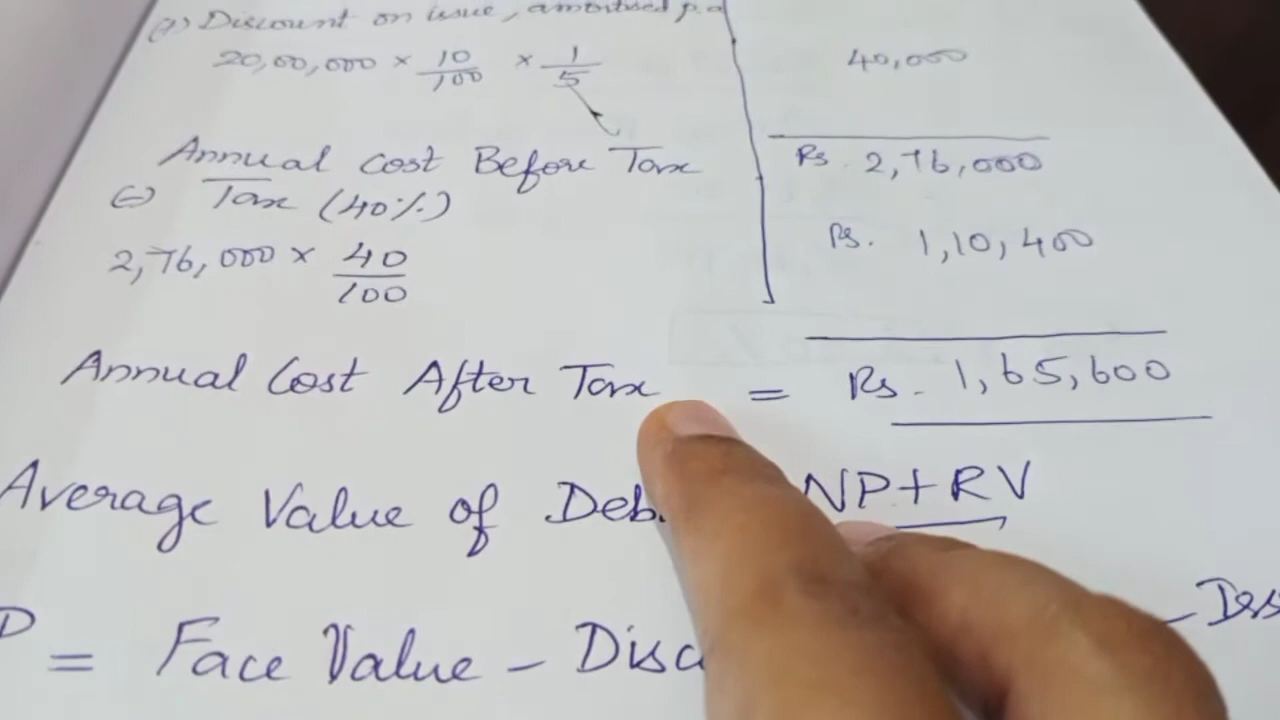 (+) Discount on issue, amortised p.a
20,00,000 × 10/100 × 1/5 40,000
Annual Cost Before Tax Rs. 2,76,000
(-) Tax (40%)
2,76,000 × 40/100 Rs. 1,10,400
Annual Cost After Tax = Rs. 1,65,600
Average Value of Deb. NP+RV
= Face Value - Disc - Dis